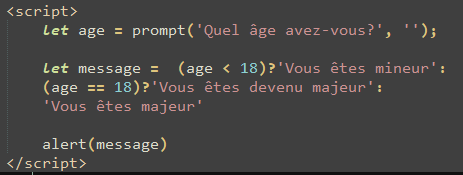 <script>
let age = prompt('Quel âge avez-vous?', '');
let message =  (age < 18)?'Vous êtes mineur':
(age == 18)?'Vous êtes devenu majeur':
'Vous êtes majeur'
alert(message)
</script>